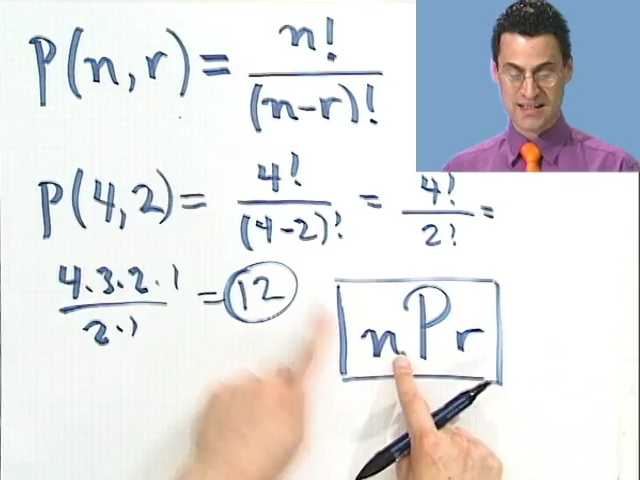 P(n,r) = n! / (n-r)!
P(4,2) = 4! / (4-2)! = 4! / 2! =
4·3·2·1 / 2·1 = 12
nPr